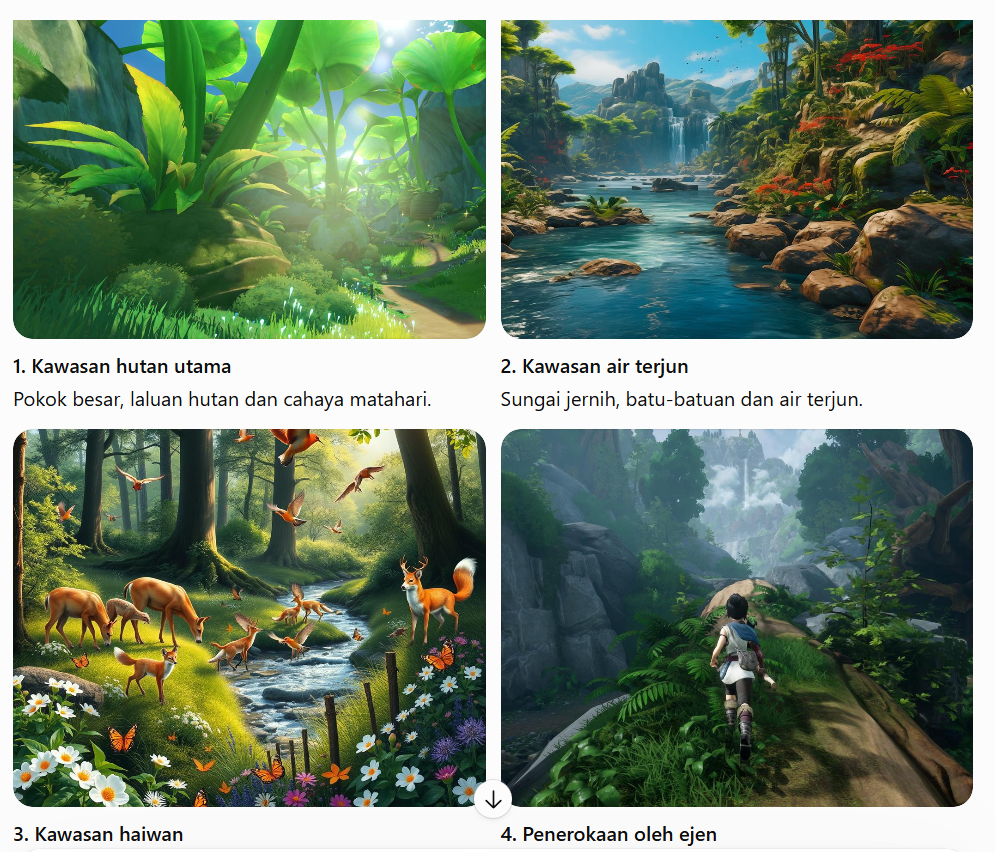 1. Kawasan hutan utama
Pokok besar, laluan hutan dan cahaya matahari.
2. Kawasan air terjun
Sungai jernih, batu-batuan dan air terjun.
3. Kawasan haiwan
4. Penerokaan oleh ejen